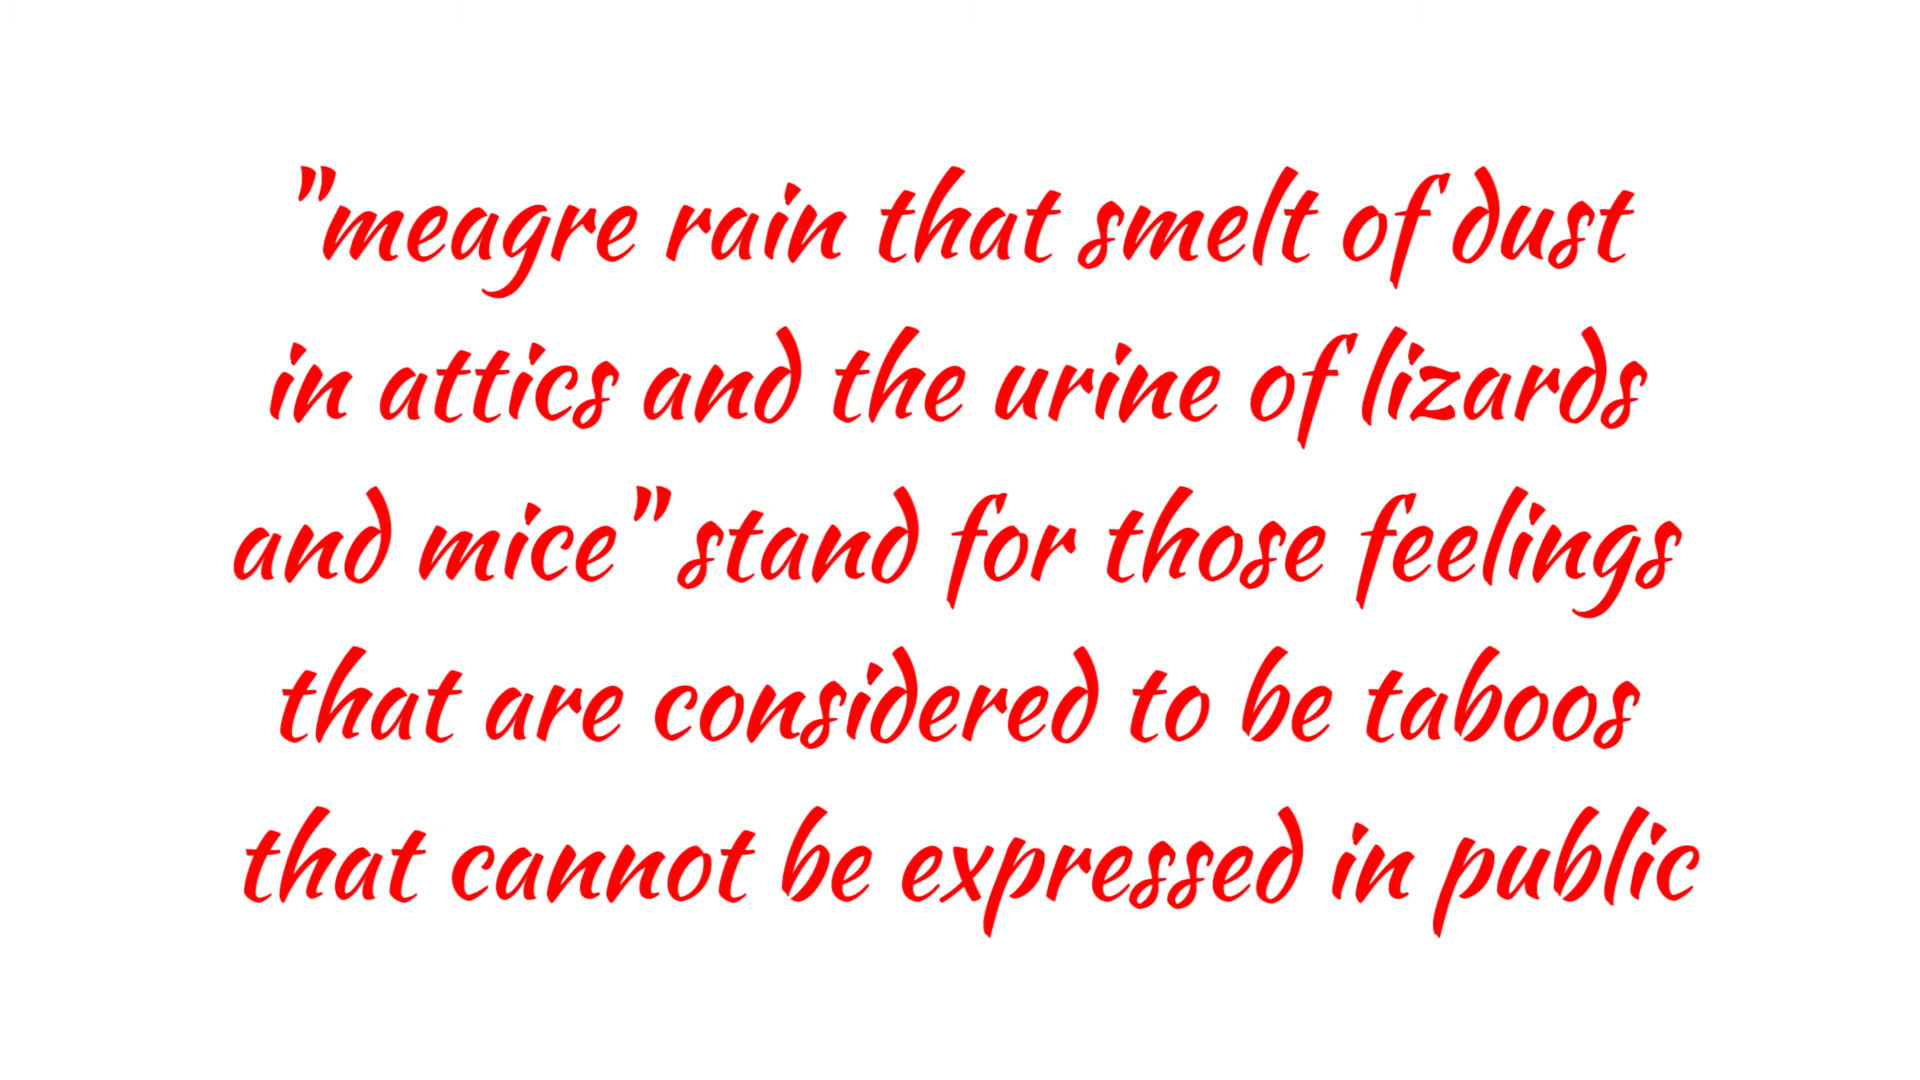 "meagre rain that smelt of dust
in attics and the urine of lizards
and mice" stand for those feelings
that are considered to be taboos
that cannot be expressed in public